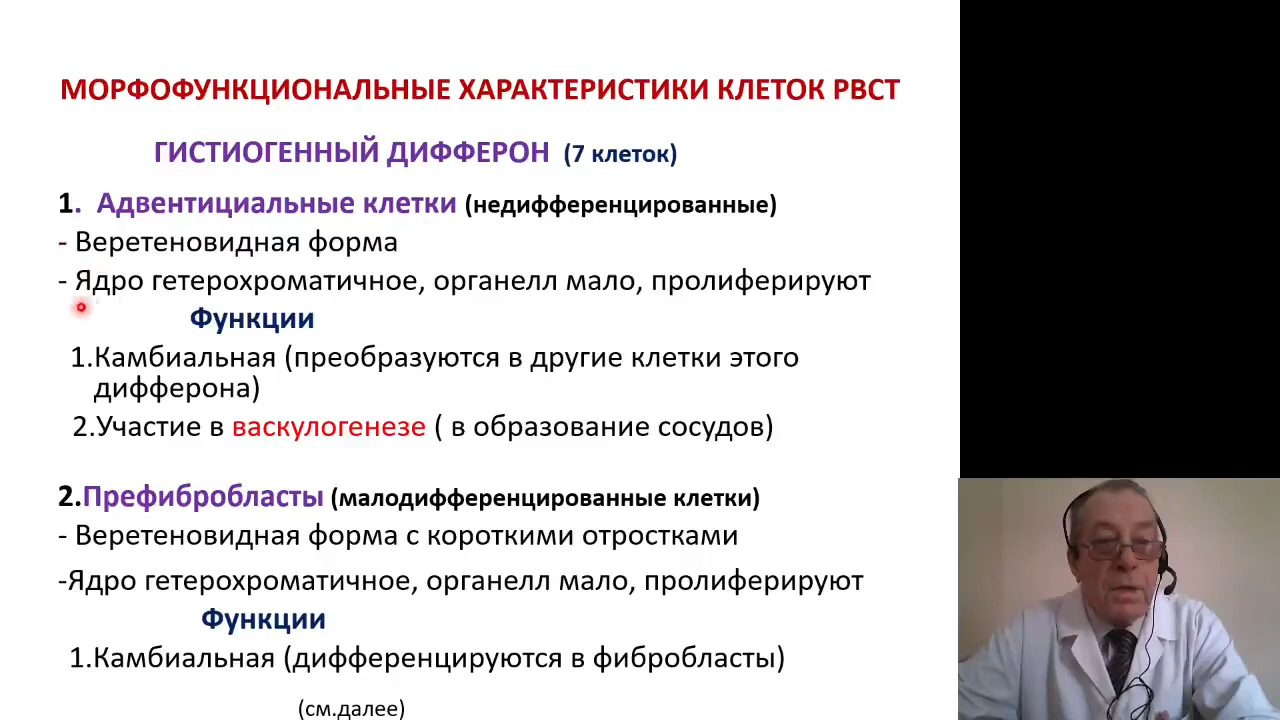 МОРФОФУНКЦИОНАЛЬНЫЕ ХАРАКТЕРИСТИКИ КЛЕТОК РВСТ
ГИСТИОГЕННЫЙ ДИФФЕРОН (7 клеток)
1. Адвентициальные клетки (недифференцированные)
- Веретеновидная форма
- Ядро гетерохроматичное, органелл мало, пролиферируют
Функции
1.Камбиальная (преобразуются в другие клетки этого
дифферона)
2.Участие в васкулогенезе ( в образование сосудов)
2.Префибробласты (малодифференцированные клетки)
- Веретеновидная форма с короткими отростками
-Ядро гетерохроматичное, органелл мало, пролиферируют
Функции
1.Камбиальная (дифференцируются в фибробласты)
(см.далее)